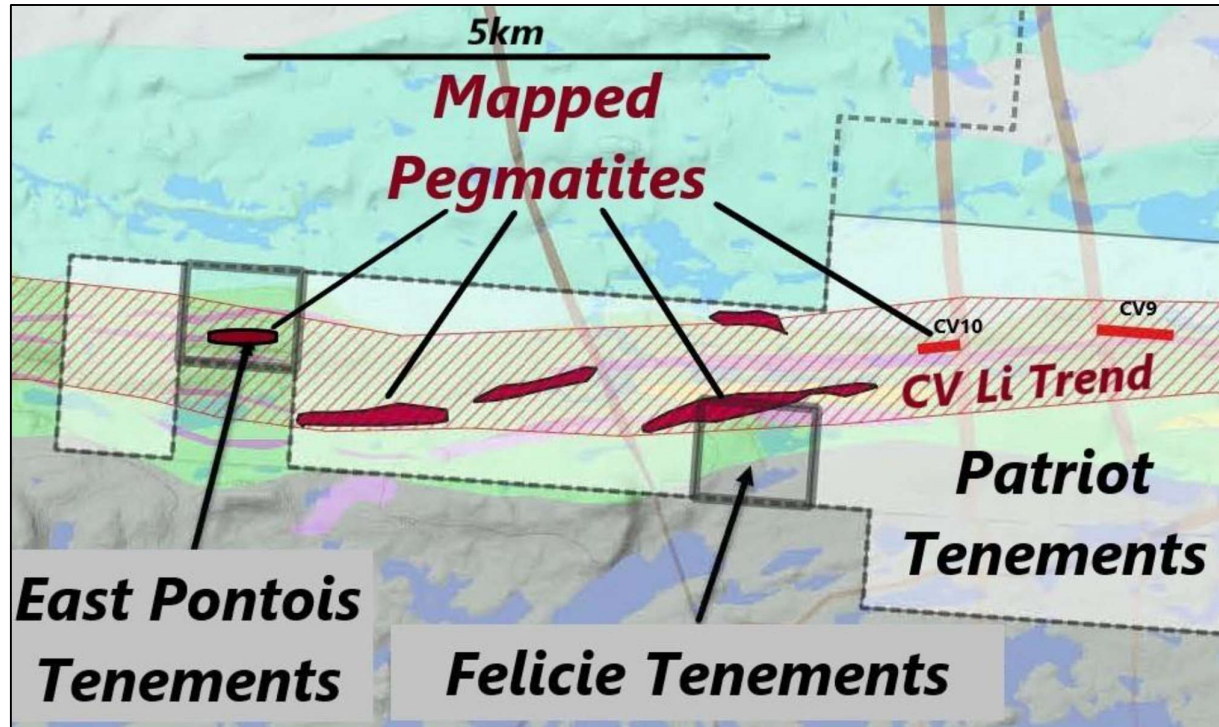 5km
Mapped
Pegmatites
CV10
CV9
CV Li Trend
Patriot
Tenements
East Pontois
Tenements
Felicie Tenements